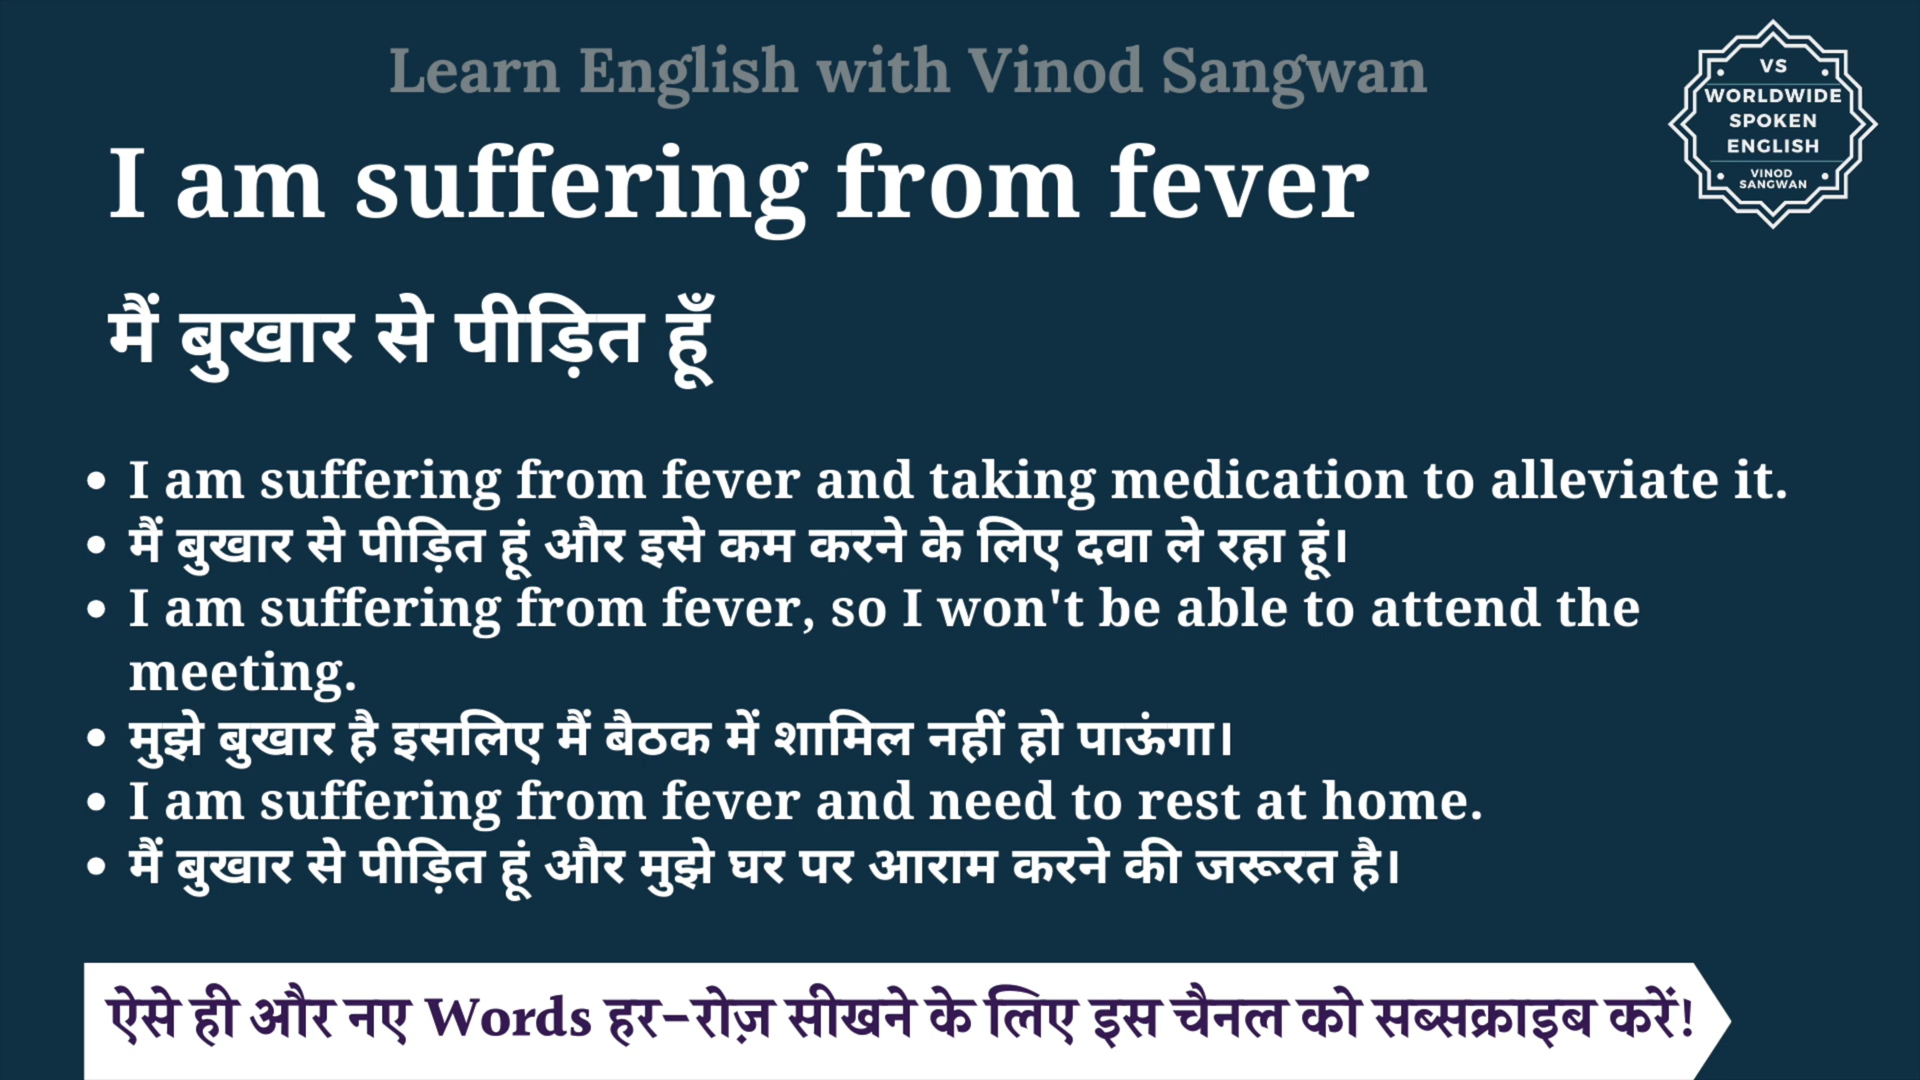 Learn English with Vinod Sangwan
VS
WORLDWIDE
SPOKEN
ENGLISH
VINOD
SANGWAN
I am suffering from fever
मैं बुखार से पीड़ित हूँ
• I am suffering from fever and taking medication to alleviate it.
• मैं बुखार से पीड़ित हूं और इसे कम करने के लिए दवा ले रहा हूं।
• I am suffering from fever, so I won't be able to attend the
meeting.
• मुझे बुखार है इसलिए मैं बैठक में शामिल नहीं हो पाऊंगा।
• I am suffering from fever and need to rest at home.
• मैं बुखार से पीड़ित हूं और मुझे घर पर आराम करने की जरूरत है।
ऐसे ही और नए Words हर-रोज़ सीखने के लिए इस चैनल को सब्सक्राइब करें!